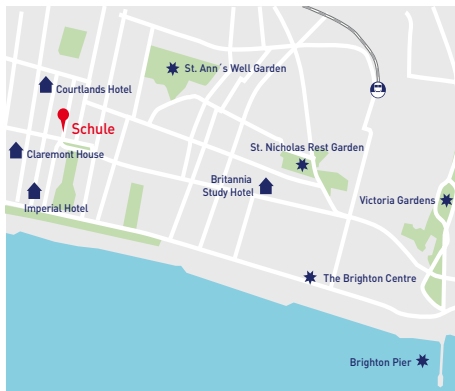 St. Ann´s Well Garden
Courtlands Hotel
Schule
St. Nicholas Rest Garden
Claremont House
Britannia
Study Hotel
Victoria Gardens
Imperial Hotel
The Brighton Centre
Brighton Pier